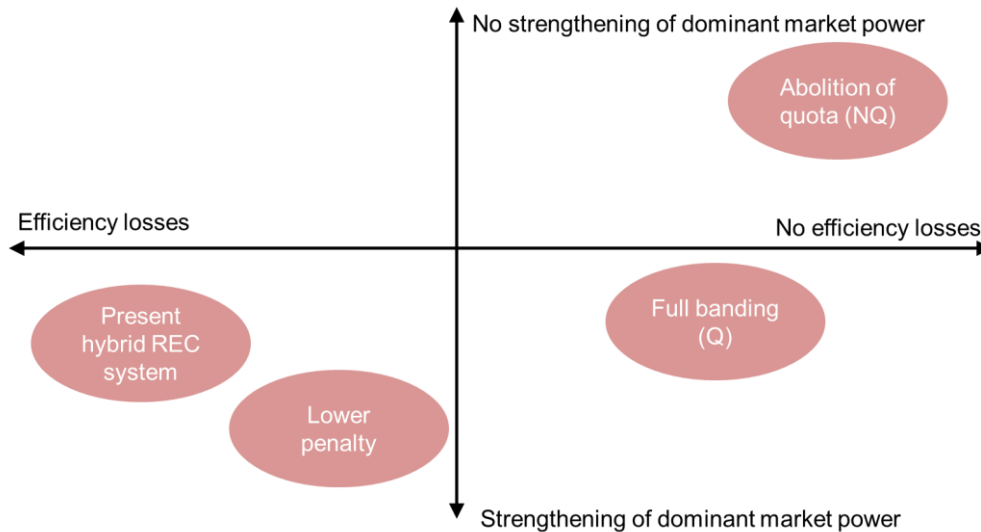 No strengthening of dominant market power
Abolition of
quota (NQ)
Efficiency losses
No efficiency losses
Present
hybrid REC
system
Full banding
(Q)
Lower
penalty
Strengthening of dominant market power